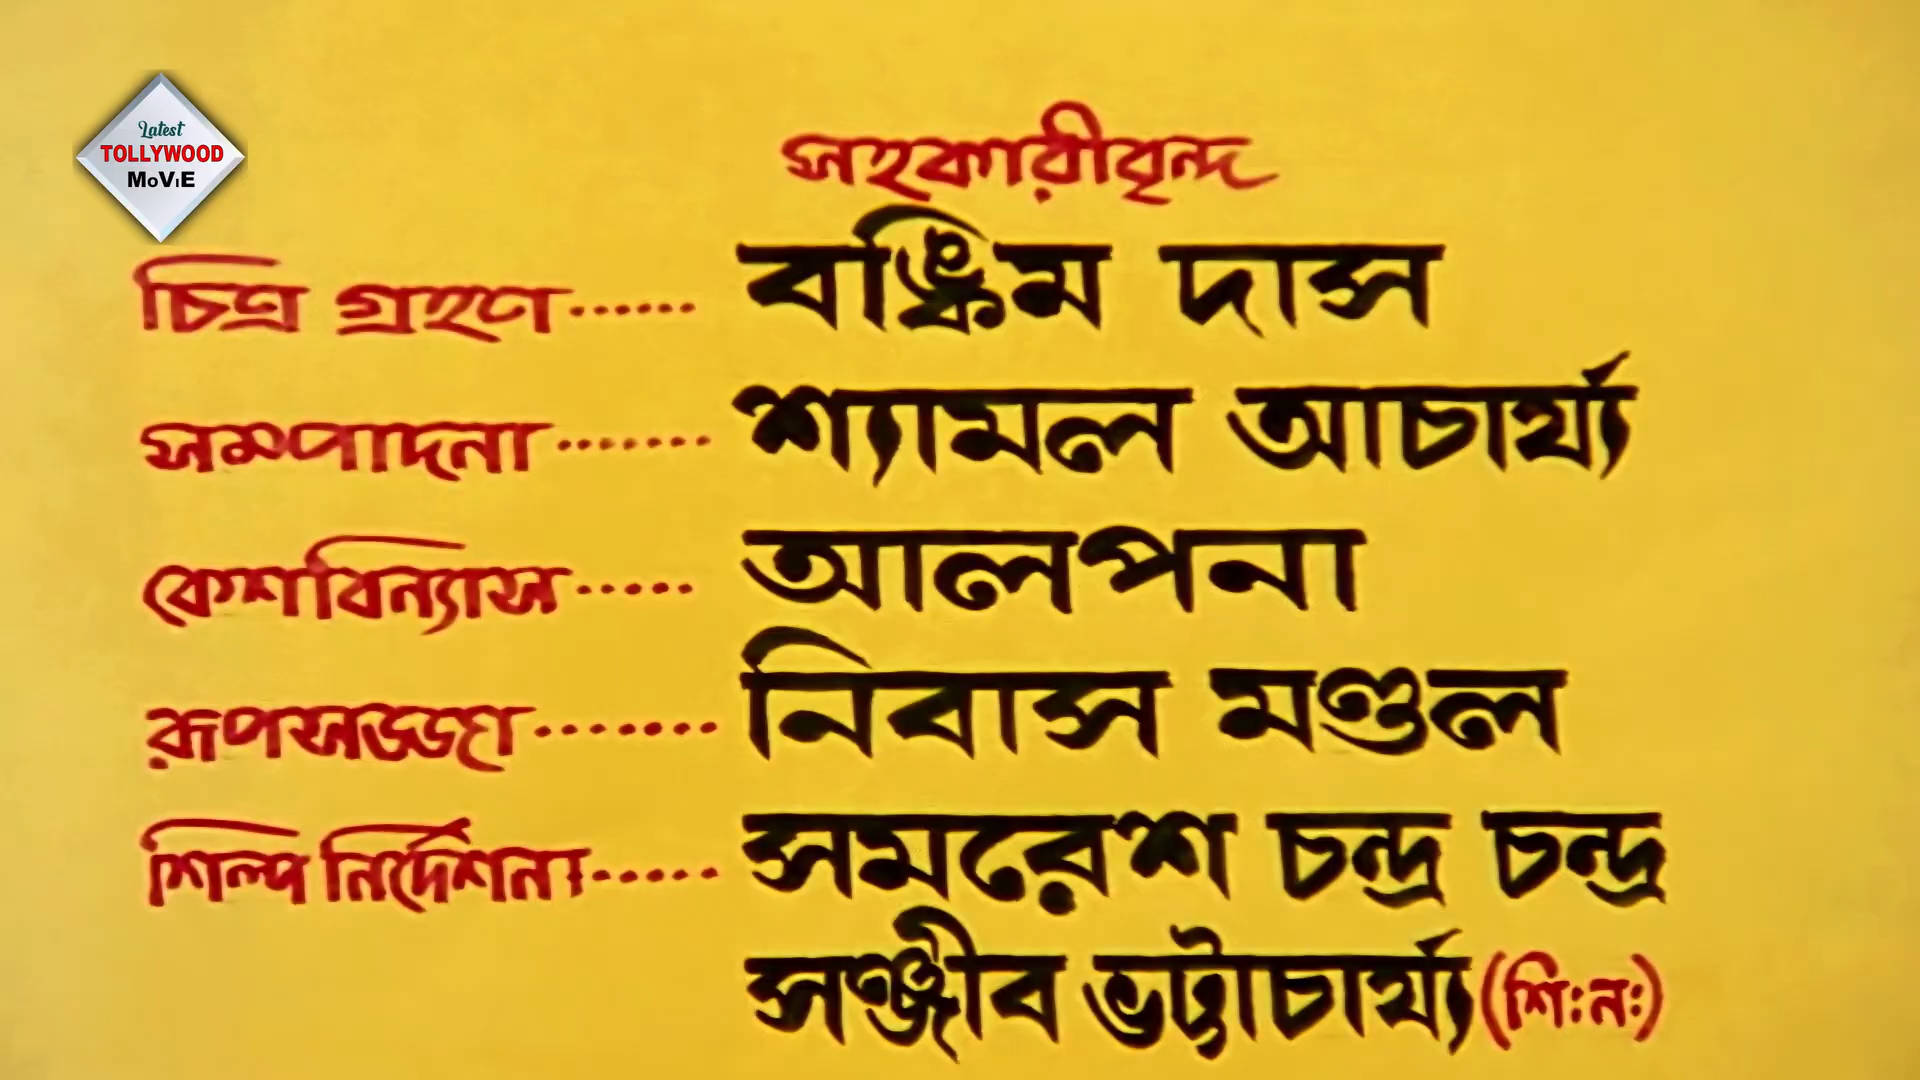 Latest
TOLLYWOOD
MoViE
সহকারীবৃন্দ
চিত্র গ্রহণ...... বঙ্কিম দাস
সম্পাদনা....... শ্যামল আচার্য্য
কেশবিন্যাস..... আলপনা
রূপসজ্জা....... নিবাস মণ্ডল
শিল্প নির্দেশনা...... সমরেশ চন্দ্র চন্দ্র
সঞ্জীব ভট্টাচার্য্য (শিঃনঃ)